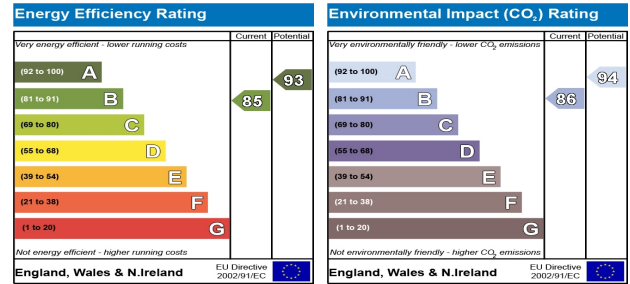 Energy Efficiency Rating
Current Potential
Very energy efficient - lower running costs
(92 to 100) A
93
(81 to 91) B
85
(69 to 80) C
(55 to 68) D
(39 to 54) E
(21 to 38) F
(1 to 20) G
Not energy efficient - higher running costs
England, Wales & N.Ireland
EU Directive
2002/91/EC
Environmental Impact (CO₂) Rating
Current Potential
Very environmentally friendly - lower CO₂ emissions
(92 to 100) A
94
(81 to 91) B
86
(69 to 80) C
(55 to 68) D
(39 to 54) E
(21 to 38) F
(1 to 20) G
Not environmentally friendly - higher CO₂ emissions
England, Wales & N.Ireland
EU Directive
2002/91/EC